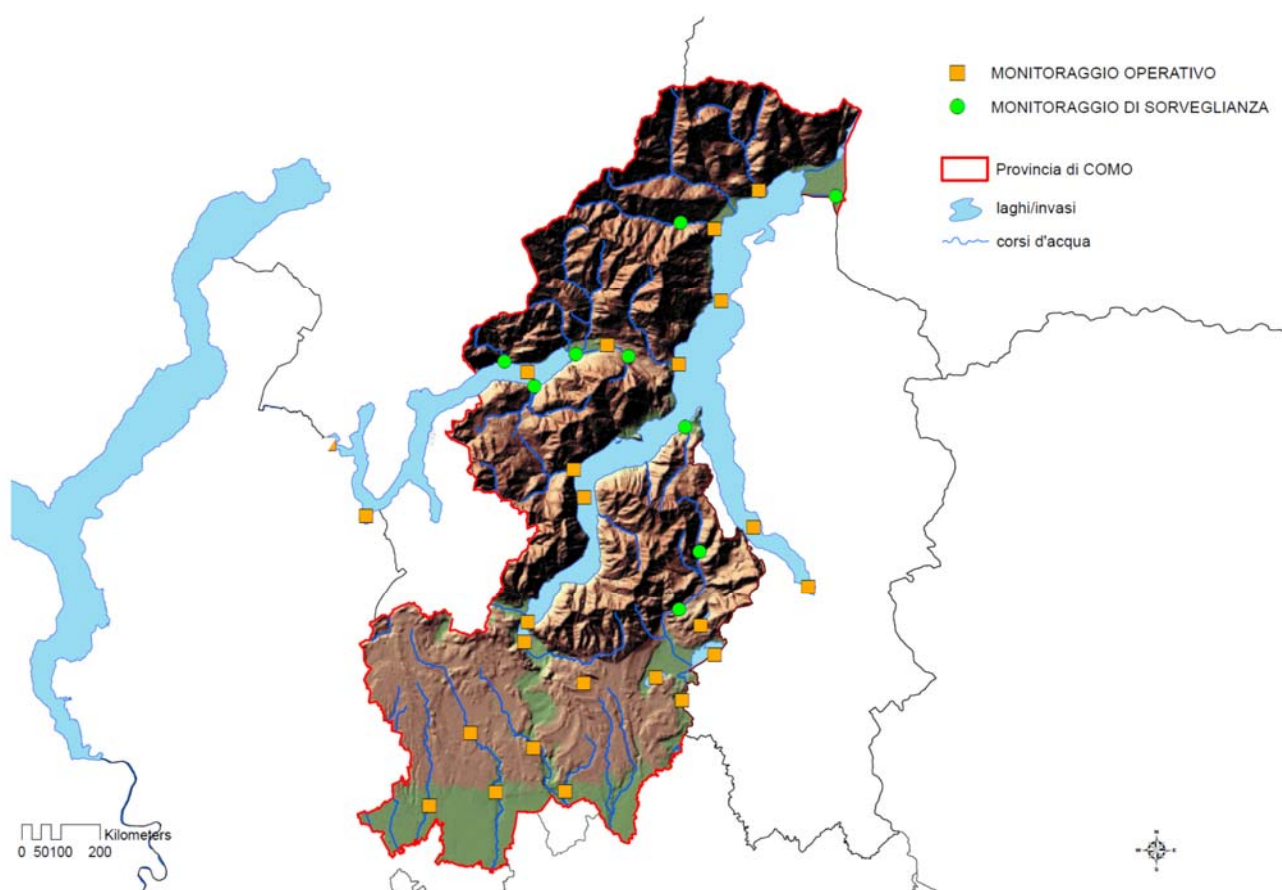 MONITORAGGIO OPERATIVO
MONITORAGGIO DI SORVEGLIANZA
Provincia di COMO
laghi/invasi
corsi d'acqua
Kilometers
0 50100 200
N
W E
S